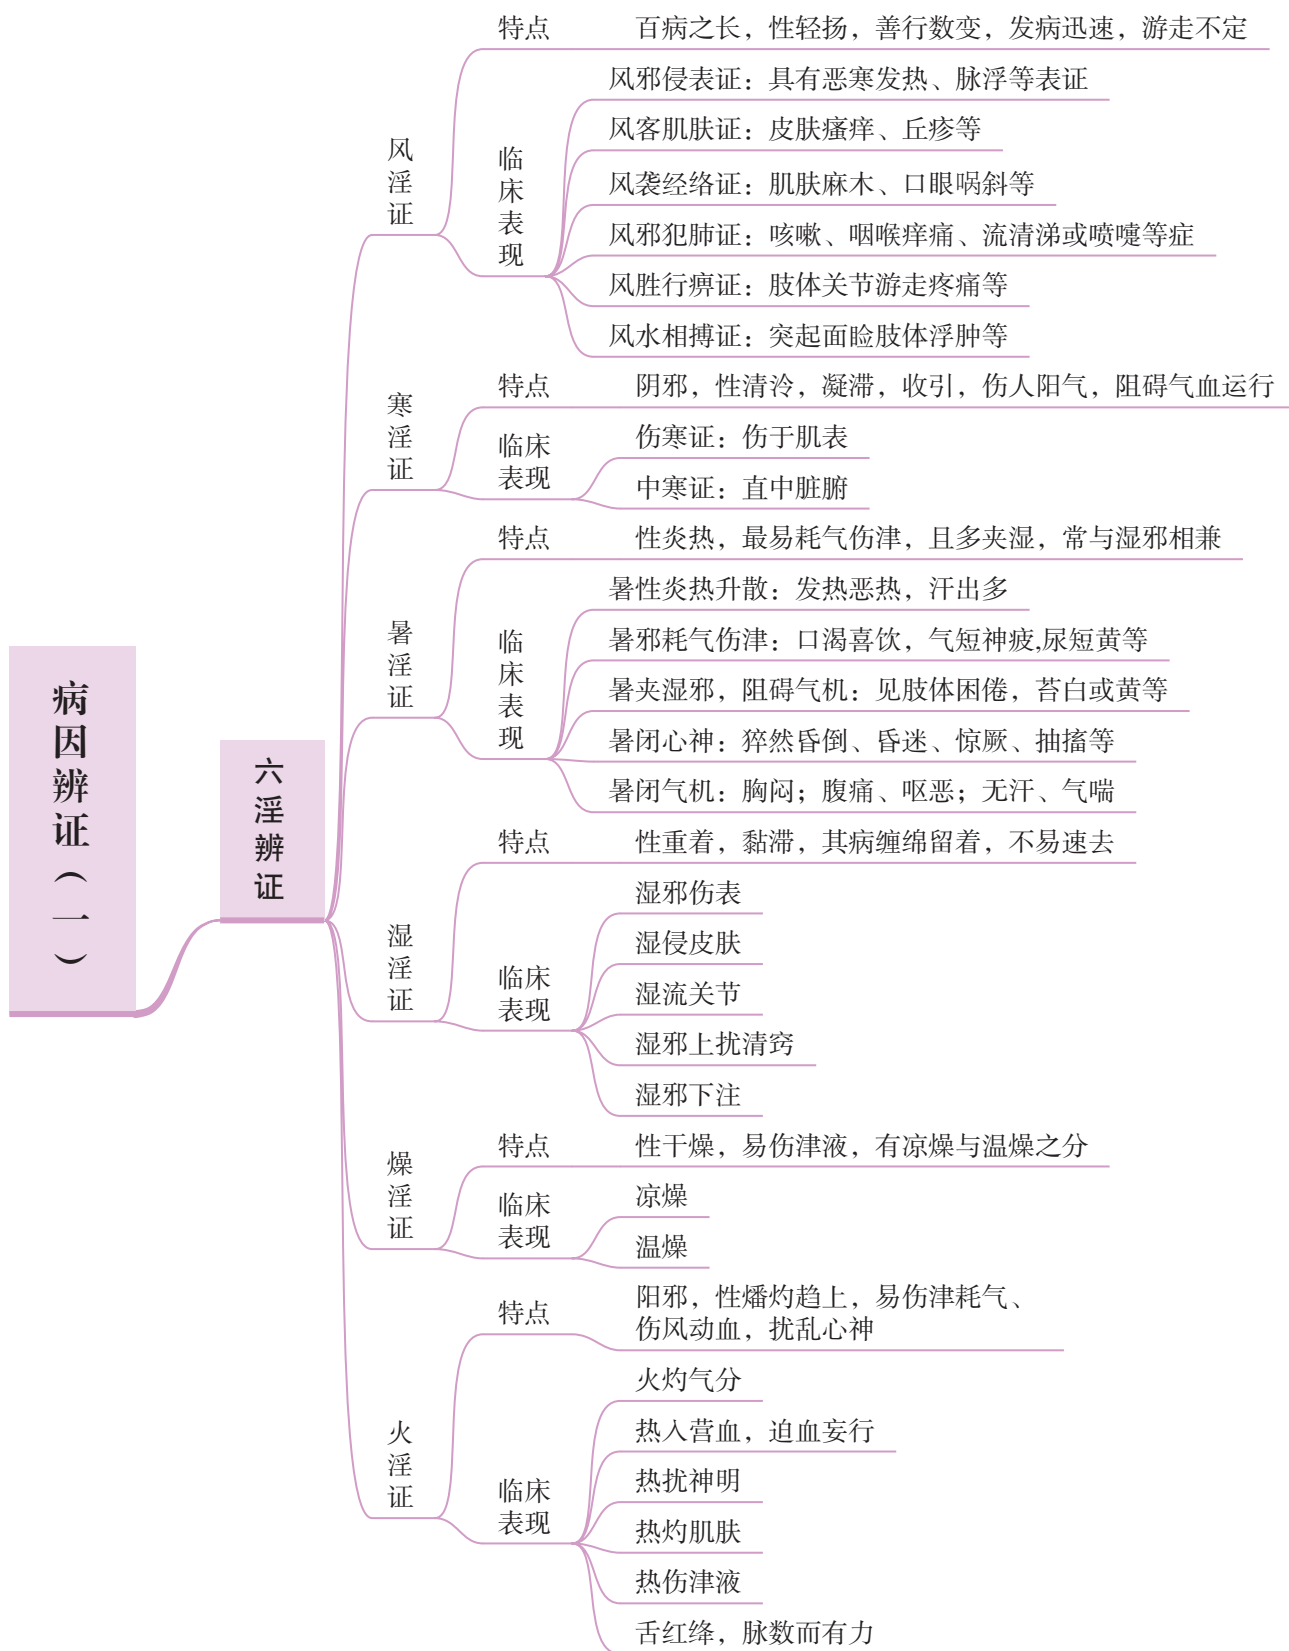 病因辨证（一）
六淫辨证
风淫证
特点
百病之长，性轻扬，善行数变，发病迅速，游走不定
临床表现
风邪侵表证：具有恶寒发热、脉浮等表证
风客肌肤证：皮肤瘙痒、丘疹等
风袭经络证：肌肤麻木、口眼㖞斜等
风邪犯肺证：咳嗽、咽喉痒痛、流清涕或喷嚏等症
风胜行痹证：肢体关节游走疼痛等
风水相搏证：突起面睑肢体浮肿等
寒淫证
特点
阴邪，性清泠，凝滞，收引，伤人阳气，阻碍气血运行
临床
表现
伤寒证：伤于肌表
中寒证：直中脏腑
暑淫证
特点
性炎热，最易耗气伤津，且多夹湿，常与湿邪相兼
临床表现
暑性炎热升散：发热恶热，汗出多
暑邪耗气伤津：口渴喜饮，气短神疲,尿短黄等
暑夹湿邪，阻碍气机：见肢体困倦，苔白或黄等
暑闭心神：猝然昏倒、昏迷、惊厥、抽搐等
暑闭气机：胸闷；腹痛、呕恶；无汗、气喘
湿淫证
特点
性重着，黏滞，其病缠绵留着，不易速去
临床
表现
湿邪伤表
湿侵皮肤
湿流关节
湿邪上扰清窍
湿邪下注
燥淫证
特点
性干燥，易伤津液，有凉燥与温燥之分
临床
表现
凉燥
温燥
火淫证
特点
阳邪，性燔灼趋上，易伤津耗气、
伤风动血，扰乱心神
临床
表现
火灼气分
热入营血，迫血妄行
热扰神明
热灼肌肤
热伤津液
舌红绛，脉数而有力